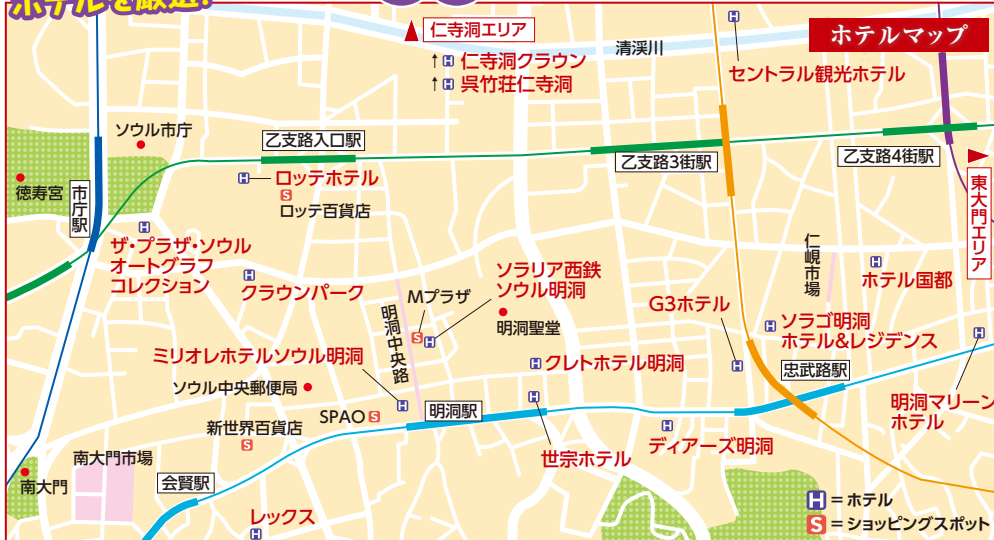 ホテルを厳選!
ホテルマップ
仁寺洞エリア
↑H 仁寺洞クラウン
↑H 呉竹荘仁寺洞
清渓川
H
セントラル観光ホテル
ソウル市庁
乙支路入口駅
乙支路3街駅
乙支路4街駅
徳寿宮
市庁駅
H ロッテホテル
S
ロッテ百貨店
東大門エリア
H
ザ・プラザ・ソウル
オートグラフ
コレクション
H
クラウンパーク
Mプラザ
S
H
ソラリア西鉄
ソウル明洞
明洞聖堂
仁峴市場
H
ホテル国都
明洞中央路
G3ホテル
H
H ソラゴ明洞
ホテル&レジデンス
ミリオレホテルソウル明洞
H
H クレトホテル明洞
忠武路駅
H
明洞マリーン
ホテル
ソウル中央郵便局
SPAO S
明洞駅
H
世宗ホテル
H
ディアーズ明洞
新世界百貨店
S
南大門市場
南大門
会賢駅
レックス
H
H =ホテル
S =ショッピングスポット